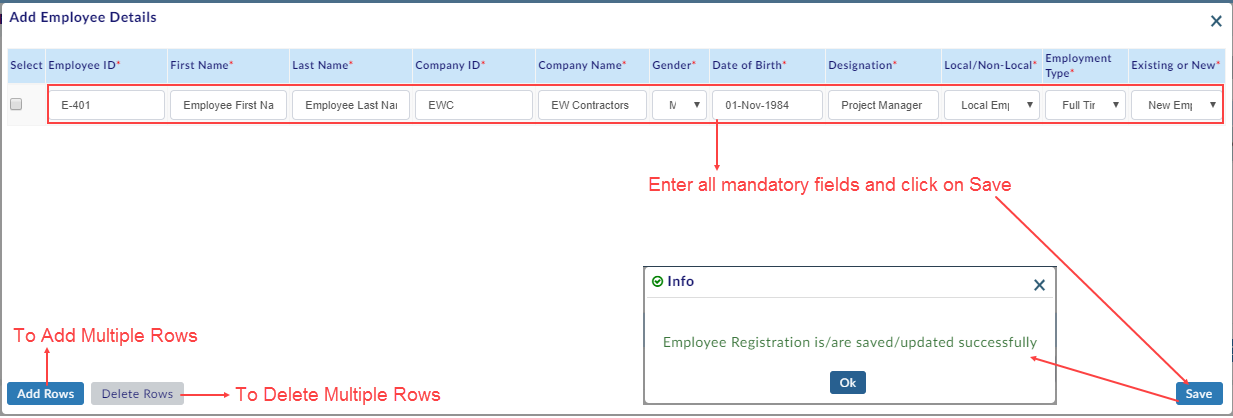 Add Employee Details
Select Employee ID* First Name* Last Name* Company ID* Company Name* Gender* Date of Birth* Designation* Local/Non-Local* Employment Type* Existing or New*
E-401 Employee First Na Employee Last Nar EWC EW Contractors M 01-Nov-1984 Project Manager Local Emp Full Tir New Emp
Enter all mandatory fields and click on Save
Info
Employee Registration is/are saved/updated successfully
Ok
To Add Multiple Rows
Add Rows Delete Rows To Delete Multiple Rows
Save